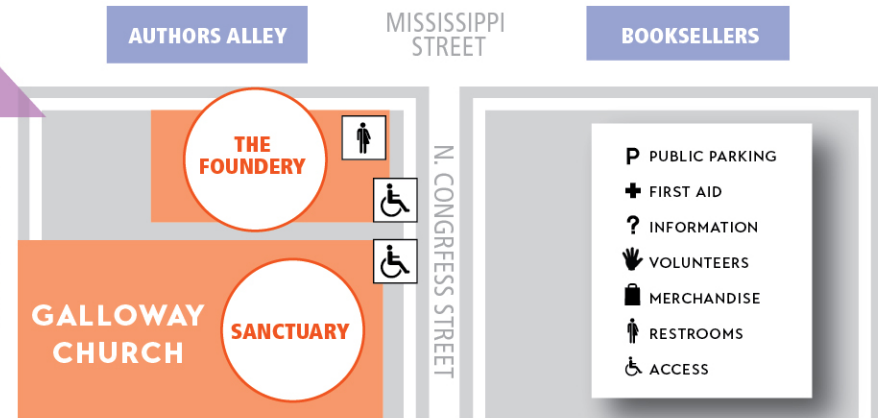 AUTHORS ALLEY
MISSISSIPPI
STREET
BOOKSELLERS
THE
FOUNDERY
N. CONGRFESS STREET
GALLOWAY
CHURCH
SANCTUARY
P PUBLIC PARKING
FIRST AID
? INFORMATION
VOLUNTEERS
MERCHANDISE
RESTROOMS
ACCESS